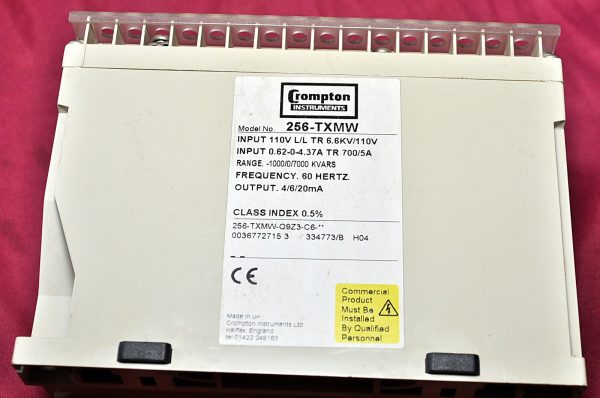 Crompton
INSTRUMENTS
Model No. 256-TXMW
INPUT 110V L/L TR 6.6KV/110V
INPUT 0.62-0-4.37A TR 700/5A
RANGE. -1000/0/7000 KVARS
FREQUENCY. 60 HERTZ.
OUTPUT. 4/6/20mA
CLASS INDEX 0.5%
256-TXMW-Q9Z3-C6-**
0036772715 3 334773/B H04
CE
Commercial
Product
Must Be
Installed
By Qualified
Personnel
Made in UK
Crompton Instruments Ltd
Halifax, England
tel 01422 246183